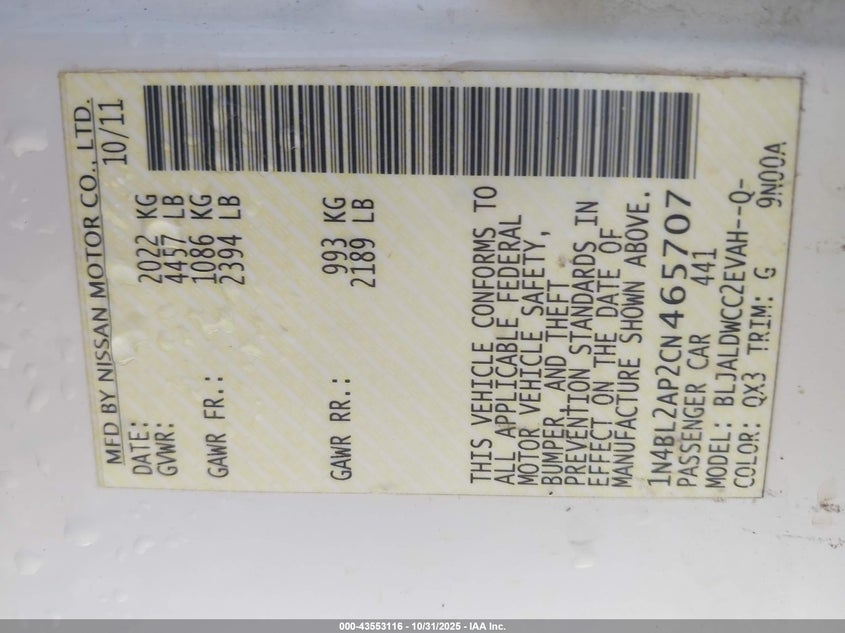 MFD BY NISSAN MOTOR CO., LTD.
DATE: 10/11
GVWR: 2022 KG
4457 LB
GAWR FR.: 1086 KG
2394 LB
GAWR RR.: 993 KG
2189 LB
THIS VEHICLE CONFORMS TO
ALL APPLICABLE FEDERAL
MOTOR VEHICLE SAFETY,
BUMPER, AND THEFT
PREVENTION STANDARDS IN
EFFECT ON THE DATE OF
MANUFACTURE SHOWN ABOVE.
1N4BL2AP2CN465707
PASSENGER CAR 441
MODEL: BLJALDWCC2EVAH--Q-
COLOR: QX3 TRIM: G 9N00A
000-43553116 - 10/31/2025 - IAA Inc.